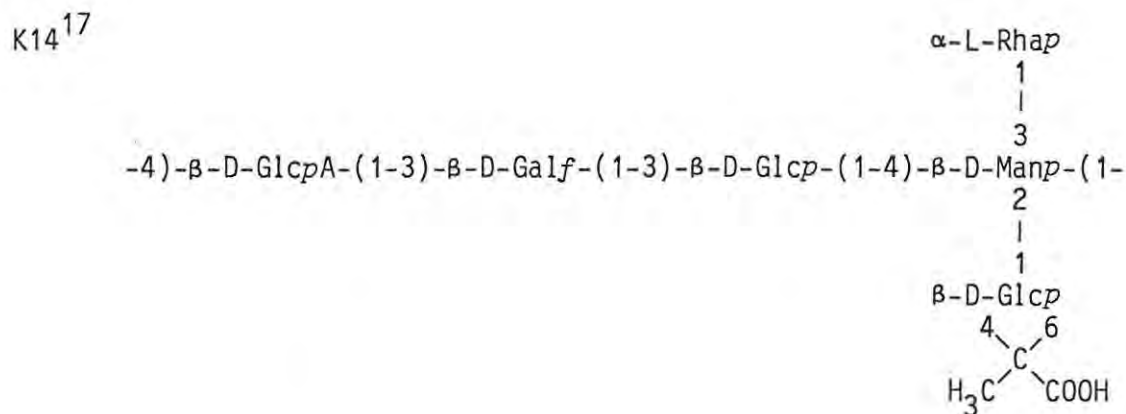 K14¹⁷
α-L-Rhap
1
|
3
-4)-β-D-GlcpA-(1-3)-β-D-Galf-(1-3)-β-D-Glcp-(1-4)-β-D-Manp-(1-
2
|
1
β-D-Glcp
4 6
C
H₃C COOH